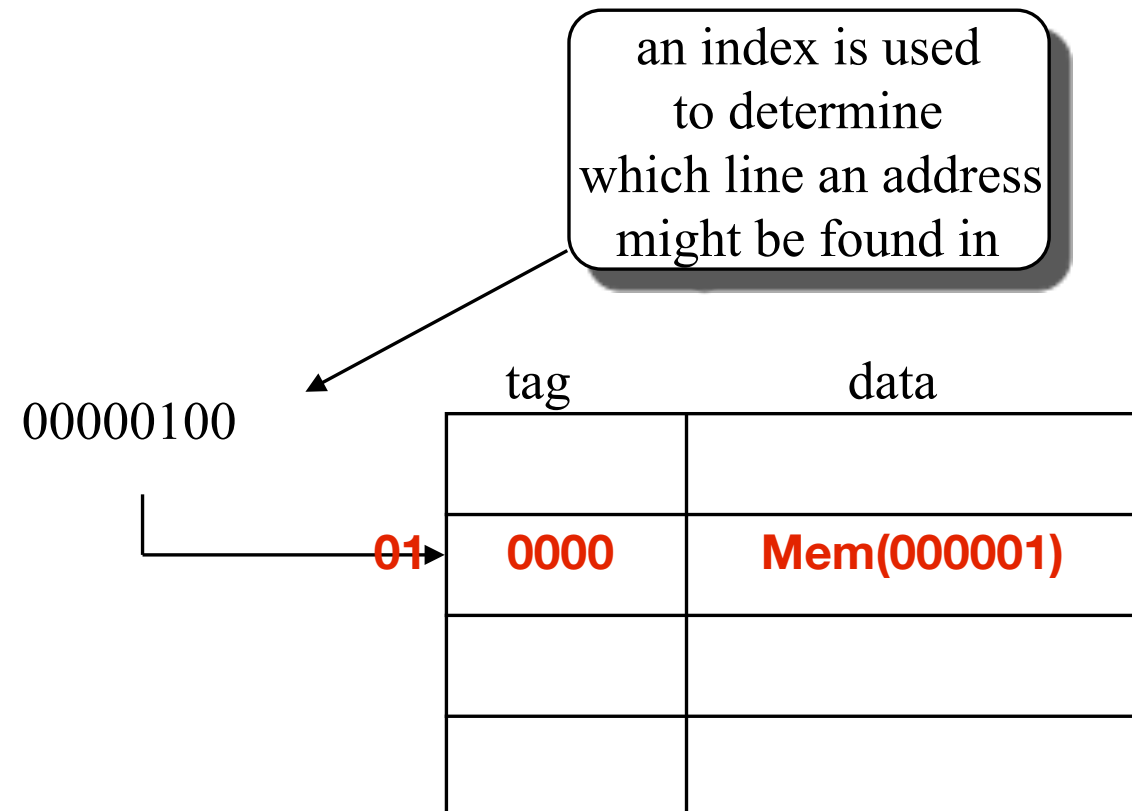 an index is used
to determine
which line an address
might be found in
tag data
00000100
01 0000 Mem(000001)